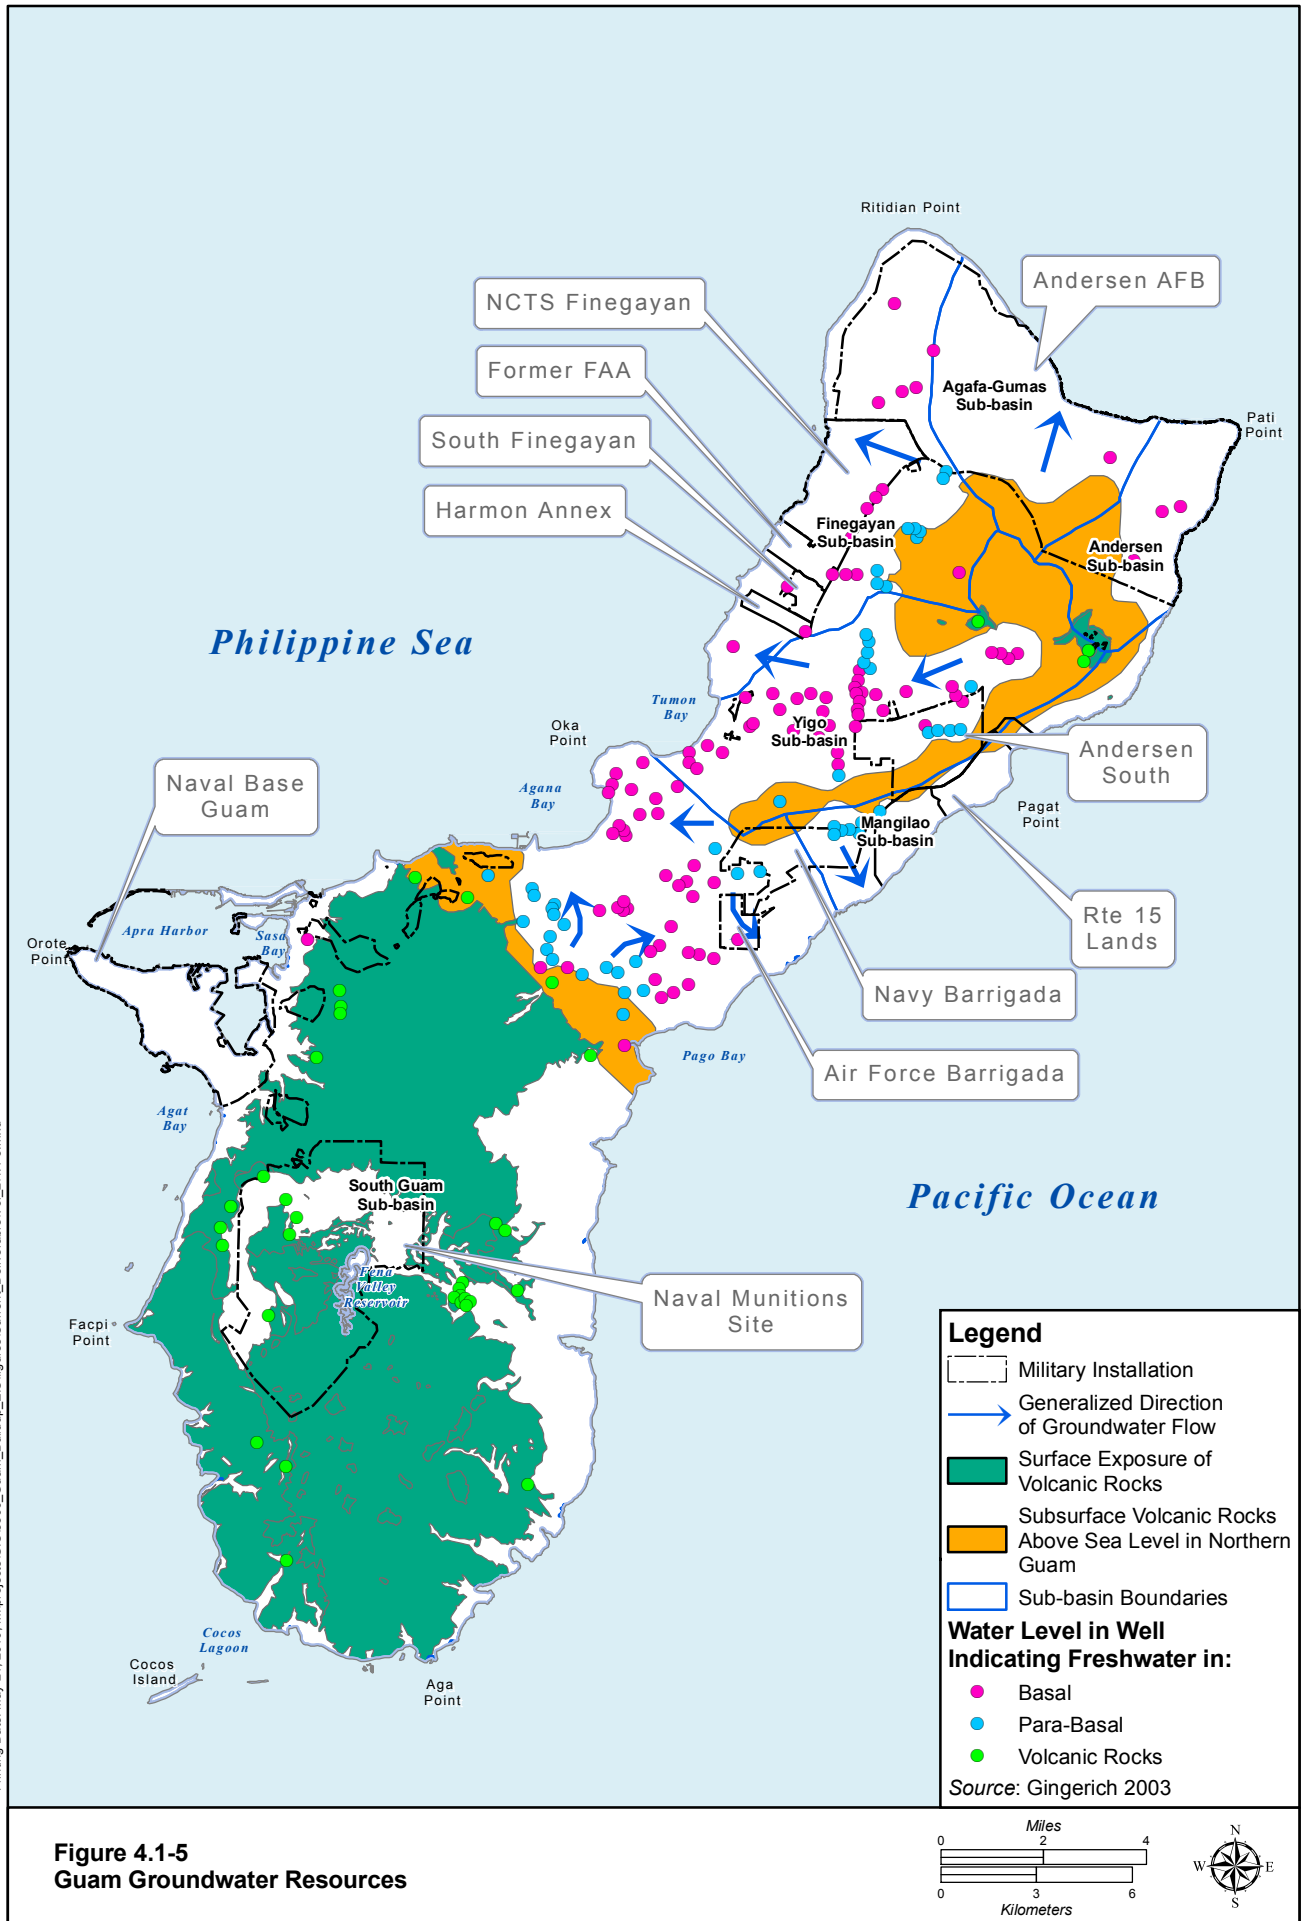 Ritidian Point
Andersen AFB
NCTS Finegayan
Former FAA
Agafa-Gumas
Sub-basin
Pati
Point
South Finegayan
Harmon Annex
Finegayan
Sub-basin
Andersen
Sub-basin
Philippine Sea
Tumon
Bay
Oka
Point
Yigo
Sub-basin
Andersen
South
Naval Base
Guam
Agana
Bay
Pagat
Point
Mangilao
Sub-basin
Rte 15
Lands
Apra Harbor
Sasa
Bay
Orote
Point
Navy Barrigada
Pago Bay
Air Force Barrigada
Agat
Bay
South Guam
Sub-basin
Pacific Ocean
Fena
Valley
Reservoir
Naval Munitions
Site
Facpi
Point
Cocos
Lagoon
Cocos
Island
Aga
Point
Legend
Military Installation
Generalized Direction
of Groundwater Flow
Surface Exposure of
Volcanic Rocks
Subsurface Volcanic Rocks
Above Sea Level in Northern
Guam
Sub-basin Boundaries
Water Level in Well
Indicating Freshwater in:
Basal
Para-Basal
Volcanic Rocks
Source: Gingerich 2003
Figure 4.1-5
Guam Groundwater Resources
Miles
0 2 4
0 3 6
Kilometers
N
W E
S